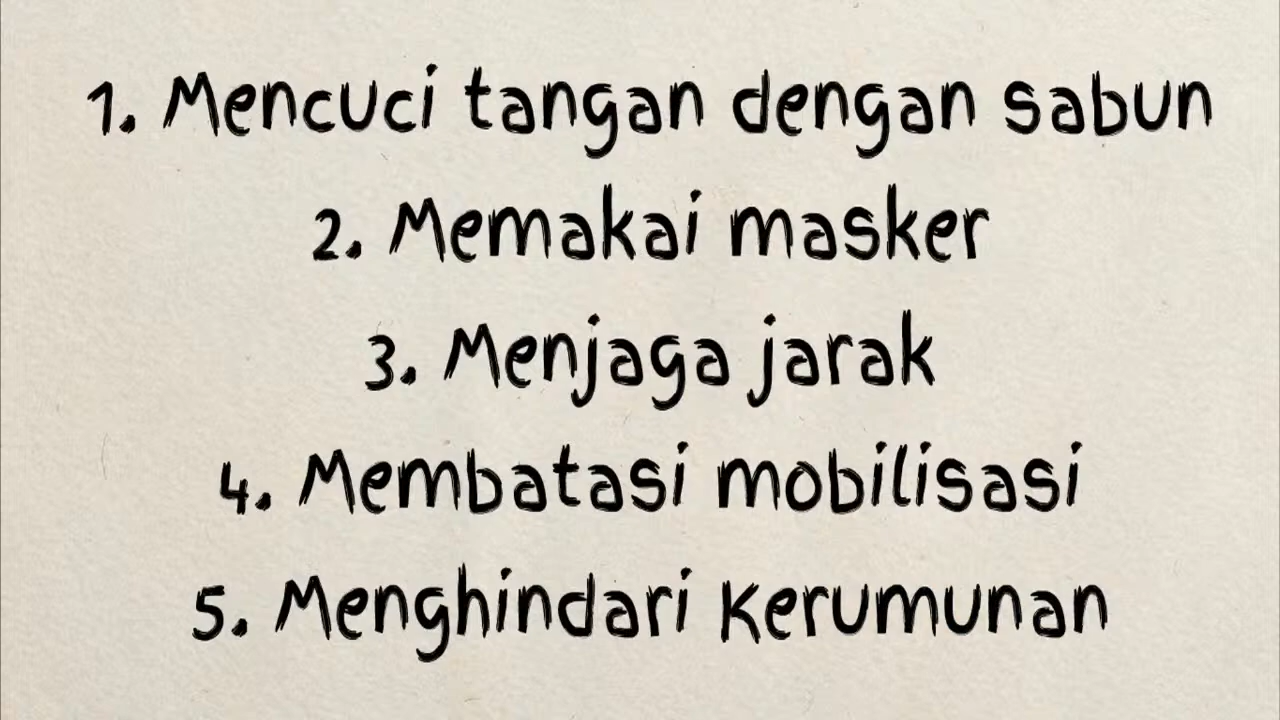 1. Mencuci tangan dengan sabun
2. Memakai masker
3. Menjaga jarak
4. Membatasi mobilisasi
5. Menghindari kerumunan